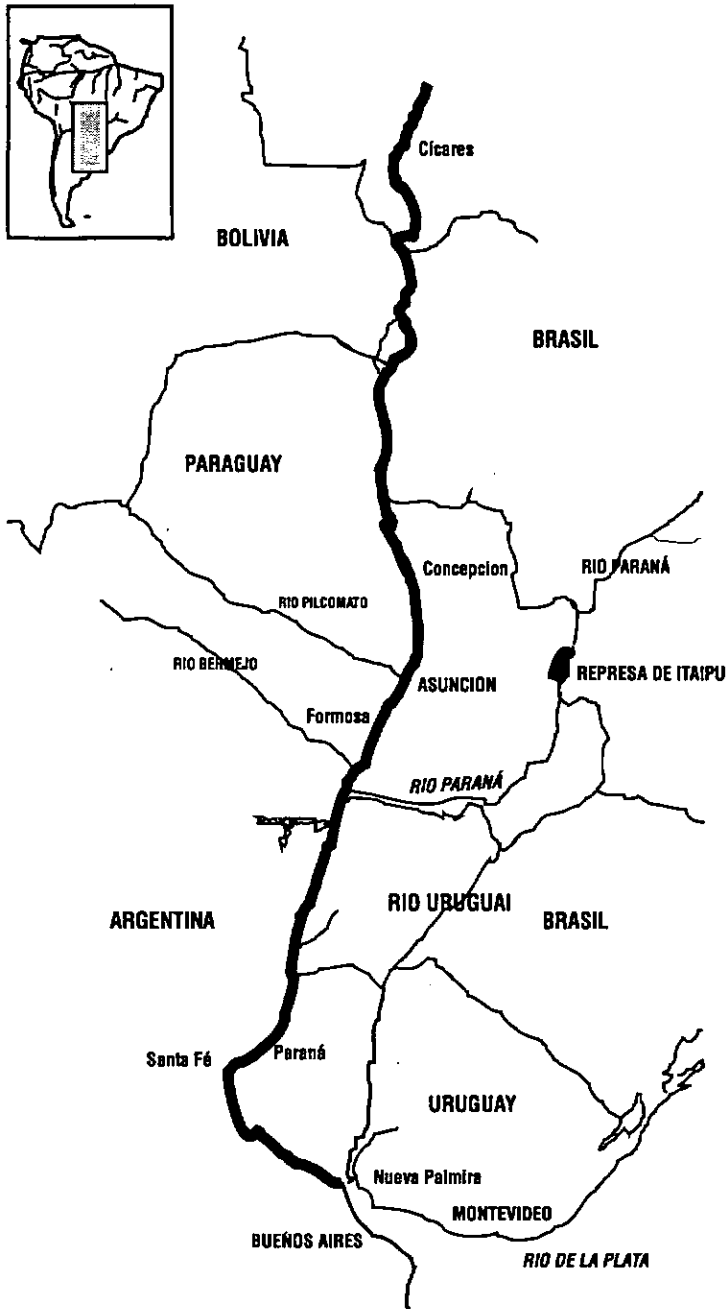 Cícares
BOLIVIA
BRASIL
PARAGUAY
Concepcion
RIO PARANÁ
RIO PILCOMATO
RIO BERMEJO
ASUNCION
REPRESA DE ITAIPU
Formosa
RIO PARANÁ
ARGENTINA
RIO URUGUAI
BRASIL
Santa Fé
Paraná
URUGUAY
Nueva Palmira
MONTEVIDEO
BUEÑOS AIRES
RIO DE LA PLATA